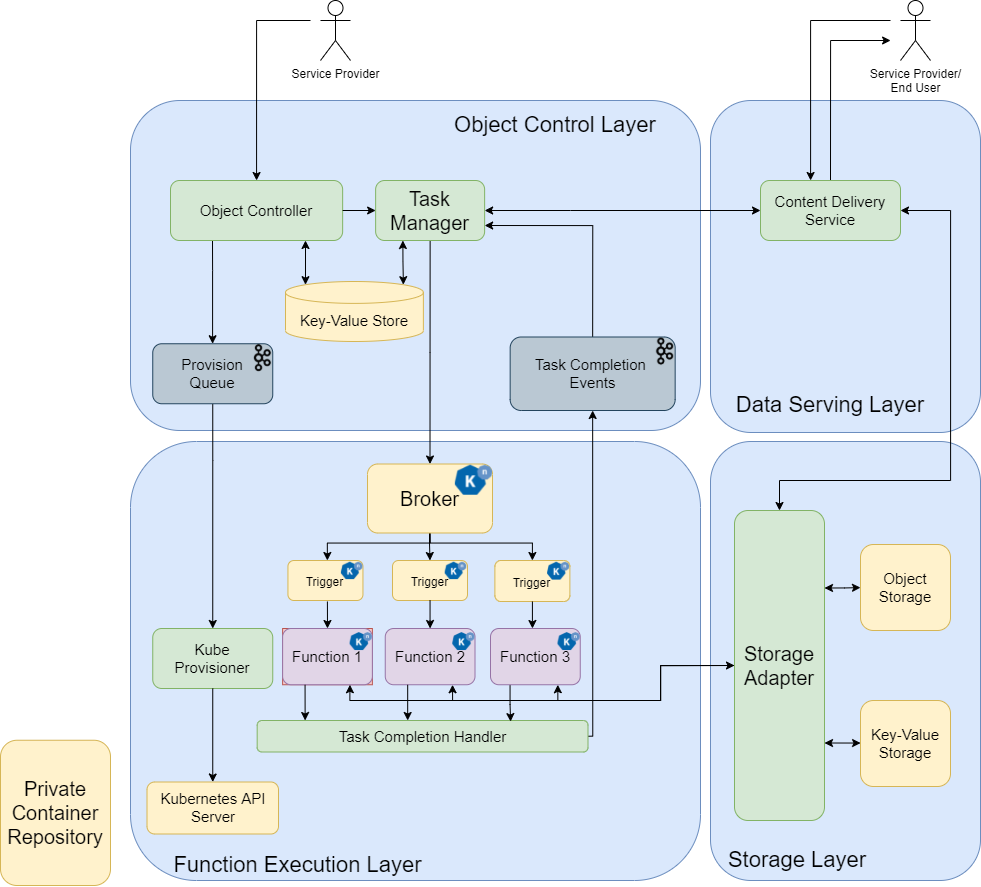 Service Provider
Service Provider/
End User
Object Control Layer
Object Controller
Task
Manager
Content Delivery
Service
Key-Value Store
Provision
Queue
Task Completion
Events
Data Serving Layer
Broker
K
n
Trigger
K
n
Trigger
K
n
Trigger
K
n
Function 1
K
n
Function 2
K
n
Function 3
K
n
Kube
Provisioner
Task Completion Handler
Kubernetes API
Server
Function Execution Layer
Private
Container
Repository
Storage
Adapter
Object
Storage
Key-Value
Storage
Storage Layer